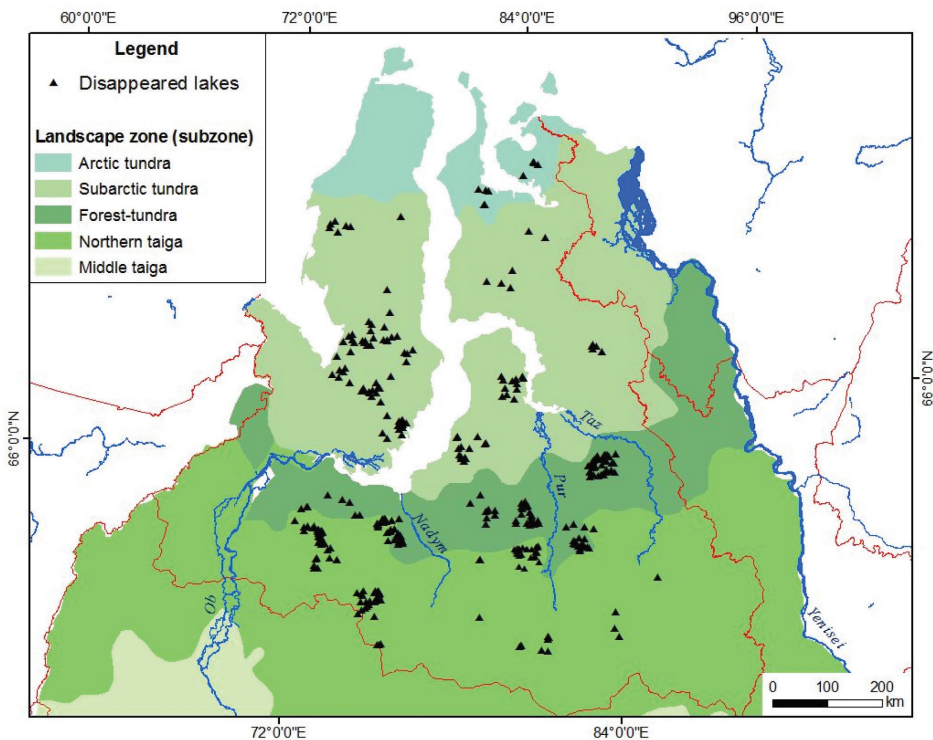 60°0'0"E
72°0'0"E
84°0'0"E
96°0'0"E
Legend
Disappeared lakes
Landscape zone (subzone)
Arctic tundra
Subarctic tundra
Forest-tundra
Northern taiga
Middle taiga
66°0'0"N
66°0'0"N
Taz
Pur
Nadym
Ob
Yenisei
0 100 200
km
72°0'0"E
84°0'0"E